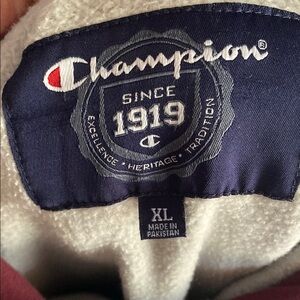 Champion®
SINCE
1919
EXCELLENCE • HERITAGE • TRADITION
XL
MADE IN
PAKISTAN